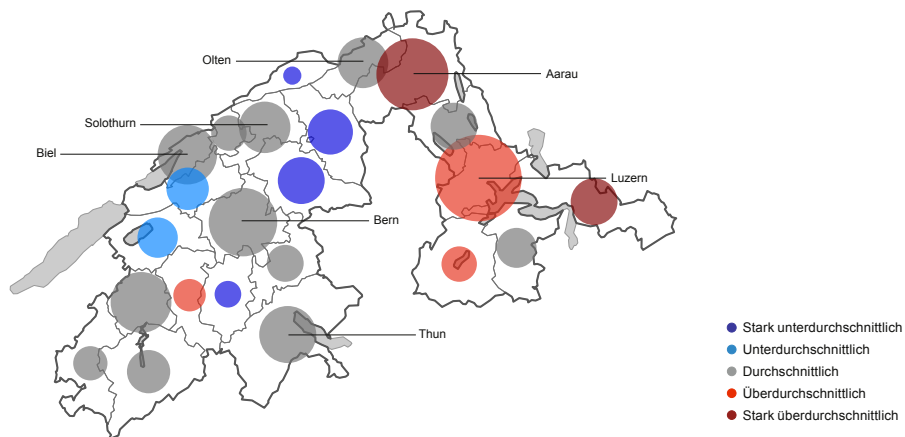 Olten
Aarau
Solothurn
Biel
Luzern
Bern
Thun
Stark unterdurchschnittlich
Unterdurchschnittlich
Durchschnittlich
Überdurchschnittlich
Stark überdurchschnittlich